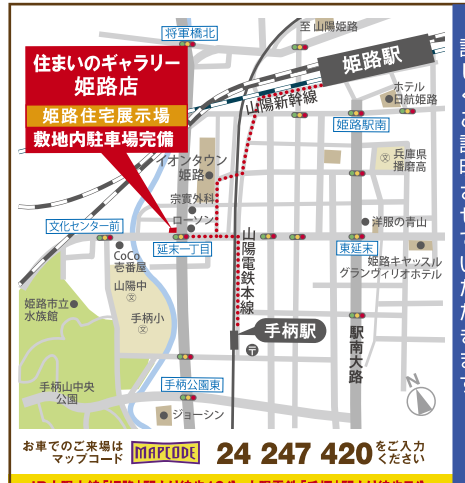 将軍橋北
至 山陽姫路
住まいのギャラリー
姫路店
姫路住宅展示場
敷地内駐車場完備
姫路駅
山陽新幹線
ホテル
日航姫路
姫路駅南
イオンタウン
姫路
兵庫県
播磨高
宗實外科
ローソン
文化センター前
延末一丁目
洋服の青山
東延末
CoCo
壱番屋
山陽中
姫路キャッスル
グランヴィリオホテル
山陽電鉄本線
姫路市立
水族館
手柄小
手柄駅
駅南大路
手柄山中央
公園
手柄公園東
ジョーシン
N
お車でのご来場は
マップコード
MAPCODE
24 247 420
をご入力
ください